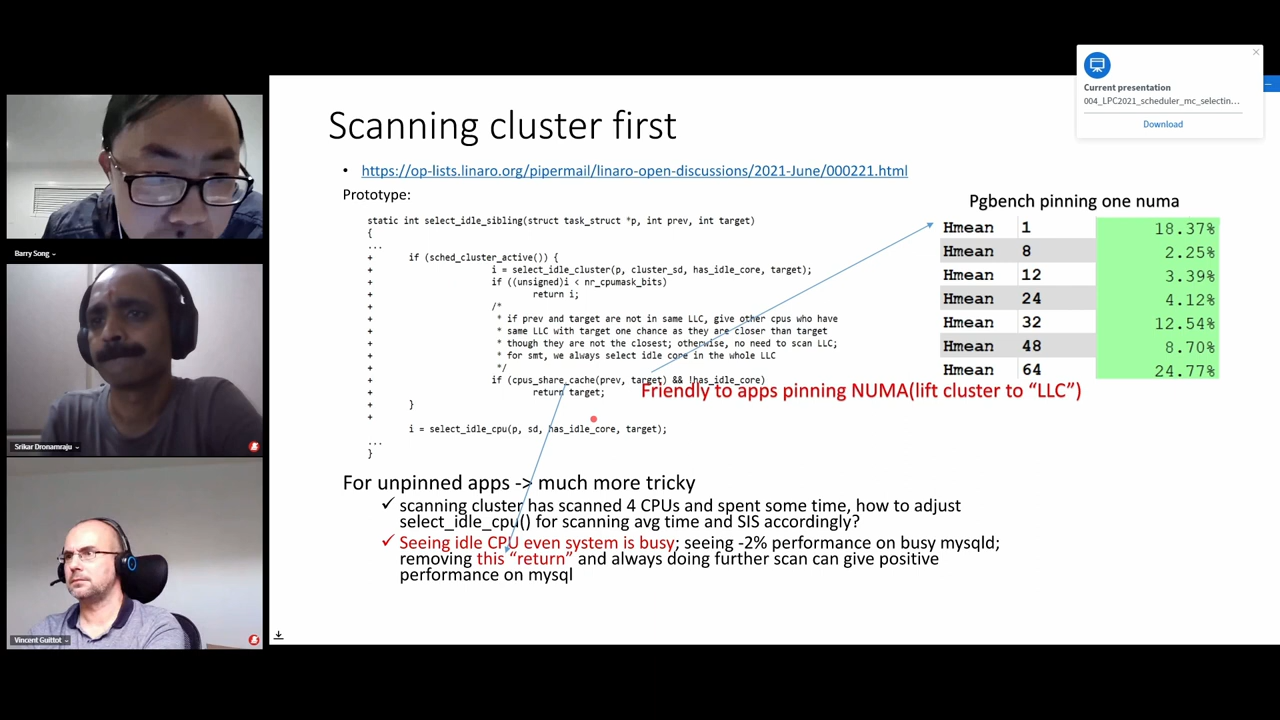 Current presentation
004_LPC2021_scheduler_mc_selectin...
Download
Barry Song
Srikar Dronamraju
Vincent Guittot
Scanning cluster first
• https://op-lists.linaro.org/pipermail/linaro-open-discussions/2021-June/000221.html
Prototype:
static int select_idle_sibling(struct task_struct *p, int prev, int target)
{
...
+ if (sched_cluster_active()) {
+ i = select_idle_cluster(p, cluster_sd, has_idle_core, target);
+ if ((unsigned)i < nr_cpumask_bits)
+ return i;
+ /*
+ * if prev and target are not in same LLC, give other cpus who have
+ * same LLC with target one chance as they are closer than target
+ * though they are not the closest; otherwise, no need to scan LLC;
+ * for smt, we always select idle core in the whole LLC
+ */
+ if (cpus_share_cache(prev, target) && !has_idle_core)
+ return target;
+ }
+
i = select_idle_cpu(p, sd, has_idle_core, target);
...
}
Pgbench pinning one numa
Hmean 1 18.37%
Hmean 8 2.25%
Hmean 12 3.39%
Hmean 24 4.12%
Hmean 32 12.54%
Hmean 48 8.70%
Hmean 64 24.77%
Friendly to apps pinning NUMA(lift cluster to “LLC”)
For unpinned apps -> much more tricky
✓ scanning cluster has scanned 4 CPUs and spent some time, how to adjust
select_idle_cpu() for scanning avg time and SIS accordingly?
✓ Seeing idle CPU even system is busy; seeing -2% performance on busy mysqld;
removing this “return” and always doing further scan can give positive
performance on mysql